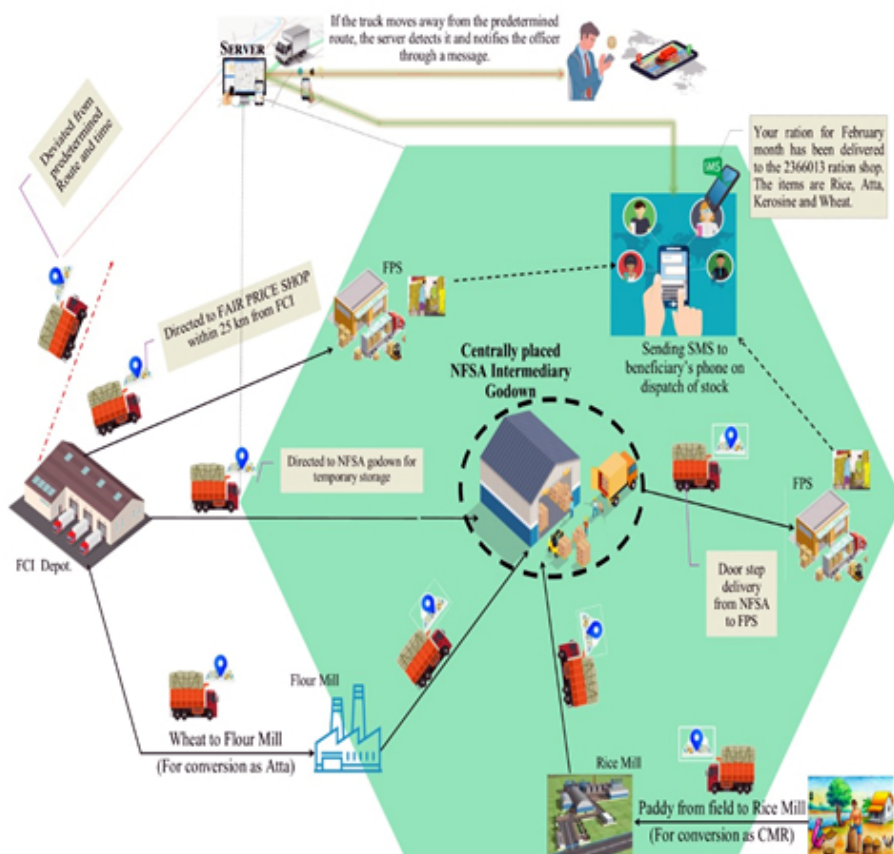 If the truck moves away from the predetermined
route, the server detects it and notifies the officer
through a message.
SERVER
Deviated from
predetermined
Route and time
Your ration for February
month has been delivered
to the 2366013 ration shop.
The items are Rice, Atta,
Kerosine and Wheat.
SMS
FPS
Directed to FAIR PRICE SHOP
within 25 km from FCI
Sending SMS to
beneficiary's phone on
dispatch of stock
Centrally placed
NFSA Intermediary
Godown
Directed to NFSA godown for
temporary storage
FPS
FCI Depot.
Door step
delivery
from NFSA
to FPS
Flour Mill
Wheat to Flour Mill
(For conversion as Atta)
Rice Mill
Paddy from field to Rice Mill
(For conversion as CMR)